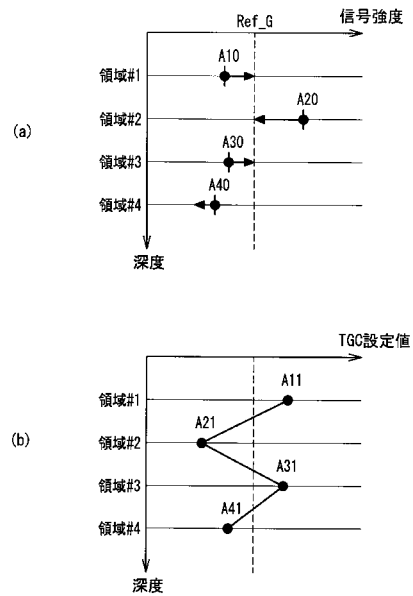 Ref_G
信号強度
A10
領域#1
A20
(a)
領域#2
A30
領域#3
A40
領域#4
深度
TGC設定値
A11
領域#1
A21
(b)
領域#2
A31
領域#3
A41
領域#4
深度